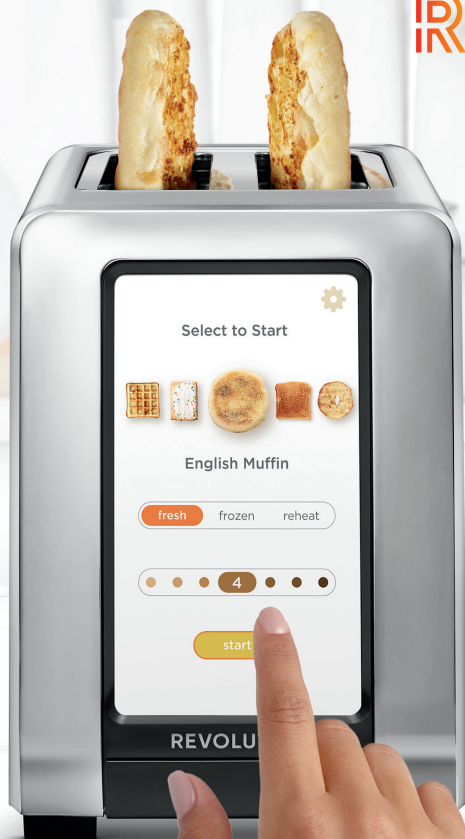 R
Select to Start
English Muffin
fresh frozen reheat
4
start
REVOLU